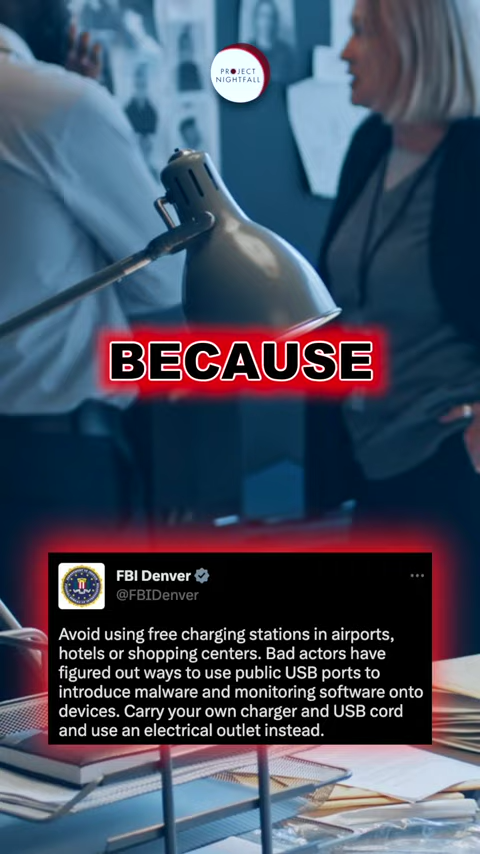 PROJECT
NIGHTFALL
BECAUSE
FBI Denver
@FBIDenver
Avoid using free charging stations in airports,
hotels or shopping centers. Bad actors have
figured out ways to use public USB ports to
introduce malware and monitoring software onto
devices. Carry your own charger and USB cord
and use an electrical outlet instead.